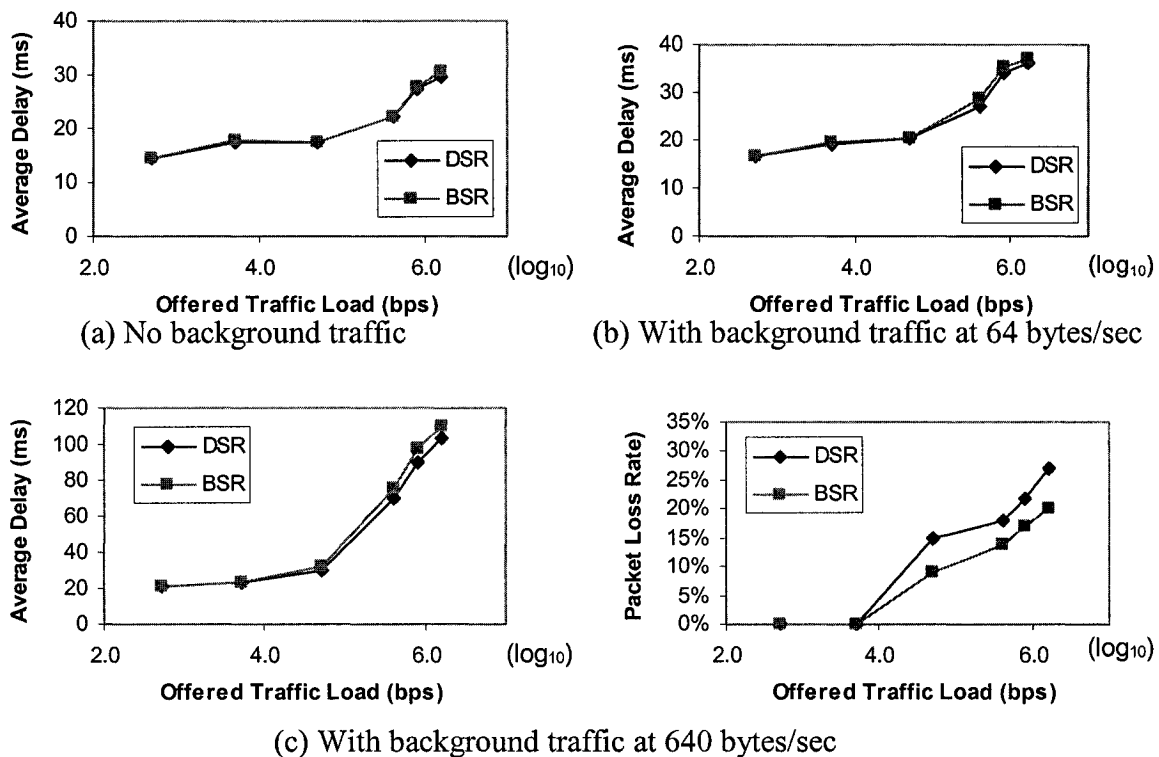 40
30
20
10
0
Average Delay (ms)
DSR
BSR
2.0 4.0 6.0 (log₁₀)
Offered Traffic Load (bps)
(a) No background traffic
40
30
20
10
0
Average Delay (ms)
DSR
BSR
2.0 4.0 6.0 (log₁₀)
Offered Traffic Load (bps)
(b) With background traffic at 64 bytes/sec
120
100
80
60
40
20
0
Average Delay (ms)
DSR
BSR
2.0 4.0 6.0 (log₁₀)
Offered Traffic Load (bps)
35%
30%
25%
20%
15%
10%
5%
0%
Packet Loss Rate)
DSR
BSR
2.0 4.0 6.0 (log₁₀)
Offered Traffic Load (bps)
(c) With background traffic at 640 bytes/sec